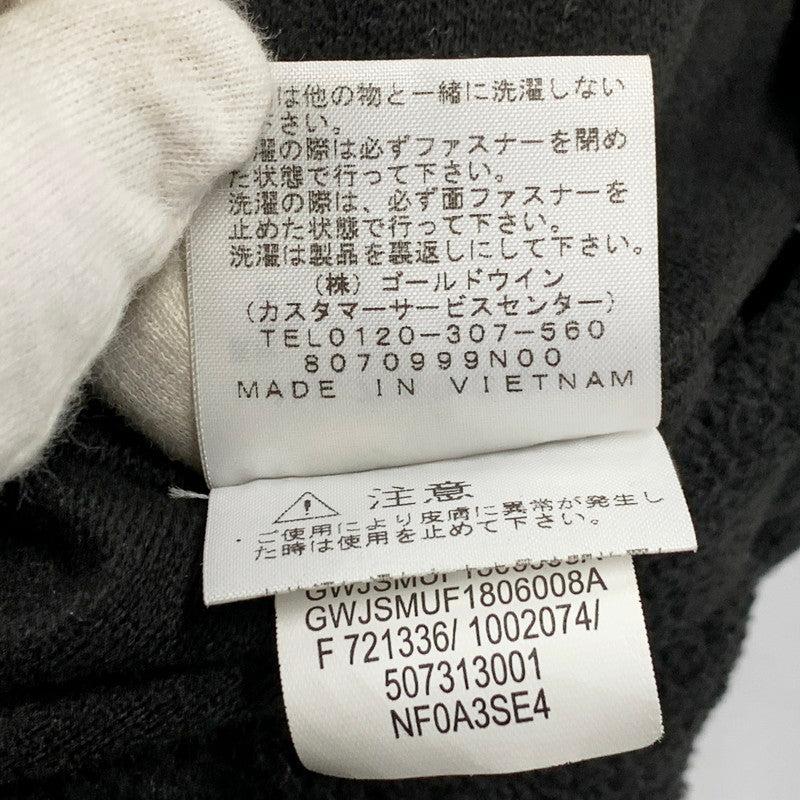 は他の物と一緒に洗濯しない
さい。
濯の際は必ずファスナーを閉め
た状態で行って下さい。
洗濯の際は、必ず面ファスナーを
止めた状態で行って下さい。
洗濯は製品を裏返しにして下さい。
(株) ゴールドウイン
(カスタマーサービスセンター)
TEL0120-307-560
8070999N00
MADE IN VIETNAM
注意
ご使用により皮膚に異常が発生し
た時は使用を止めて下さい。
GWJSMUF1806008A
F 721336/ 1002074/
507313001
NF0A3SE4